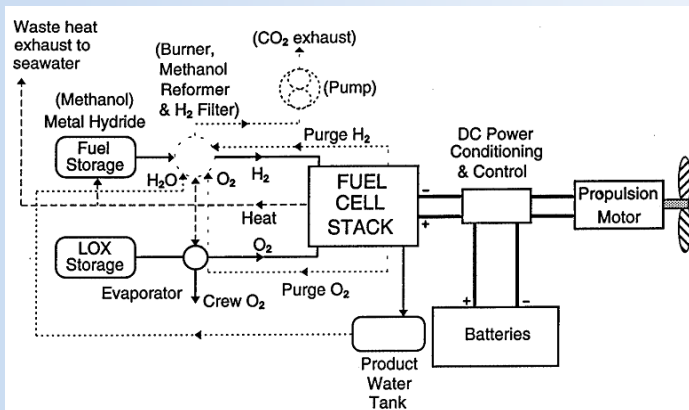 Waste heat
exhaust to
seawater
(CO₂ exhaust)
(Burner,
Methanol
Reformer
& H₂ Filter)
(Pump)
(Methanol)
Metal Hydride
Fuel
Storage
H₂O
O₂
H₂
Purge H₂
DC Power
Conditioning
& Control
FUEL
CELL
STACK
−
+
Propulsion
Motor
Heat
LOX
Storage
O₂
Evaporator
Crew O₂
Purge O₂
+
−
Batteries
Product
Water
Tank